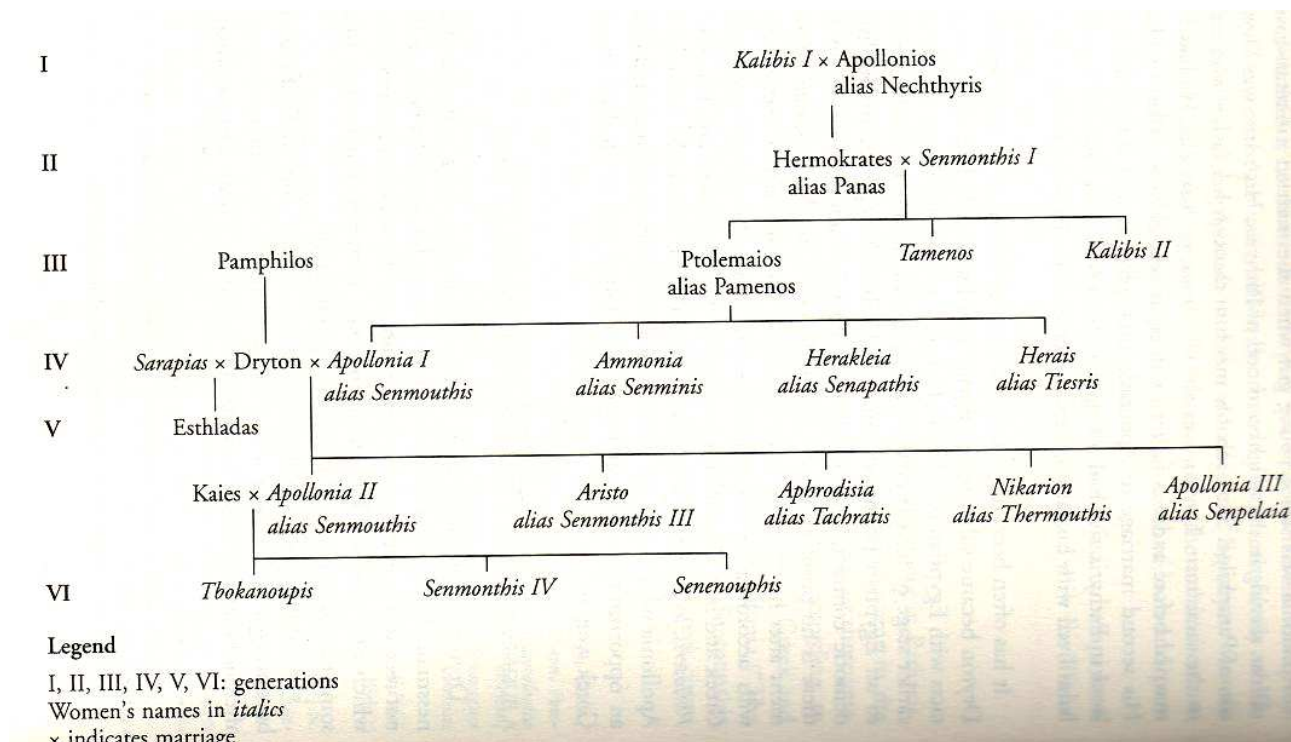 I
Kalibis I × Apollonios
alias Nechthyris
II
Hermokrates × Senmonthis I
alias Panas
III
Pamphilos
Ptolemaios
alias Pamenos
Tamenos
Kalibis II
IV
Sarapias × Dryton × Apollonia I
alias Senmouthis
Ammonia
alias Senminis
Herakleia
alias Senapathis
Herais
alias Tiesris
V
Esthladas
Kaies × Apollonia II
alias Senmouthis
Aristo
alias Senmonthis III
Aphrodisia
alias Tachratis
Nikarion
alias Thermouthis
Apollonia III
alias Senpelaia
VI
Tbokanoupis
Senmonthis IV
Senenouphis
Legend
I, II, III, IV, V, VI: generations
Women's names in italics
× indicates marriage